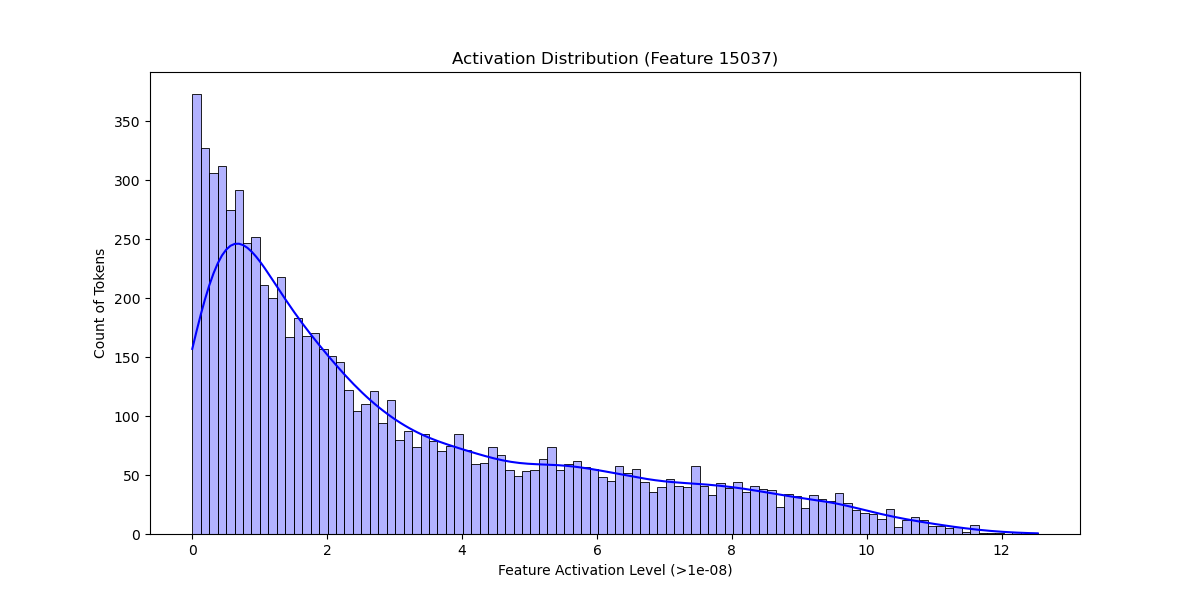 Activation Distribution (Feature 15037)
Count of Tokens
350
300
250
200
150
100
50
0
0 2 4 6 8 10 12
Feature Activation Level (>1e-08)